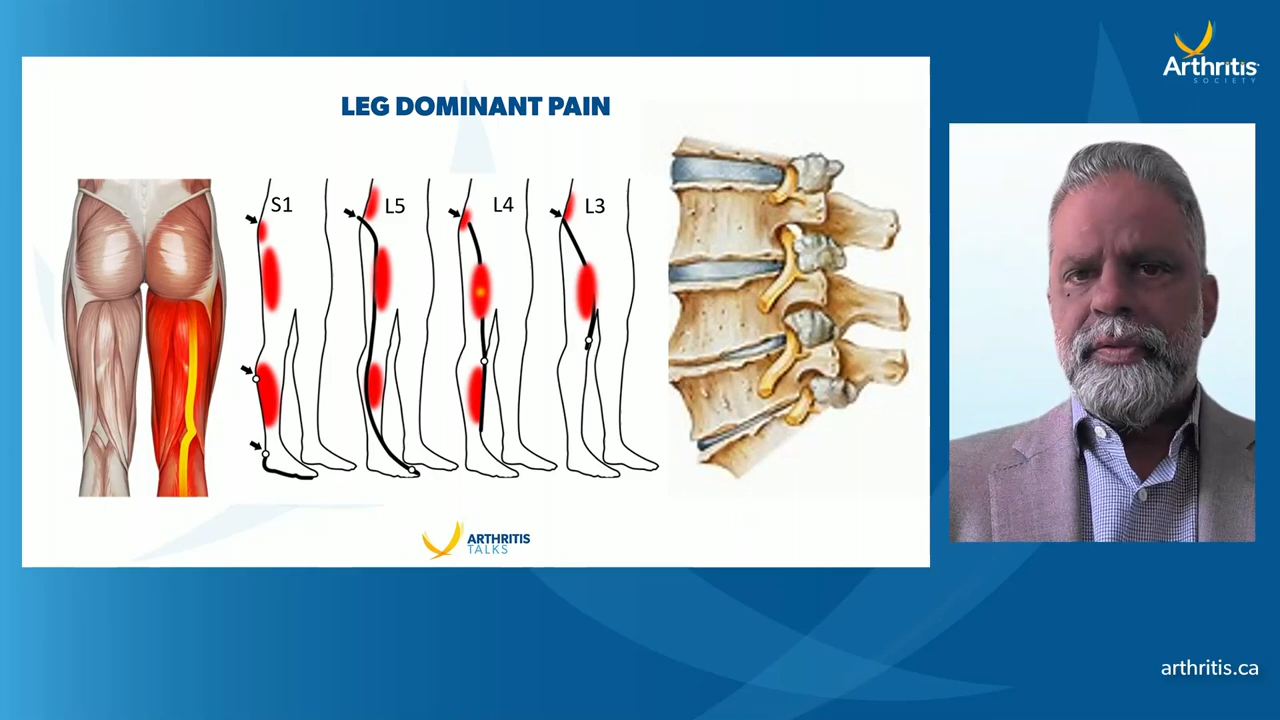 Arthritis
SOCIETY
LEG DOMINANT PAIN
S1
L5
L4
L3
ARTHRITIS
TALKS
arthritis.ca